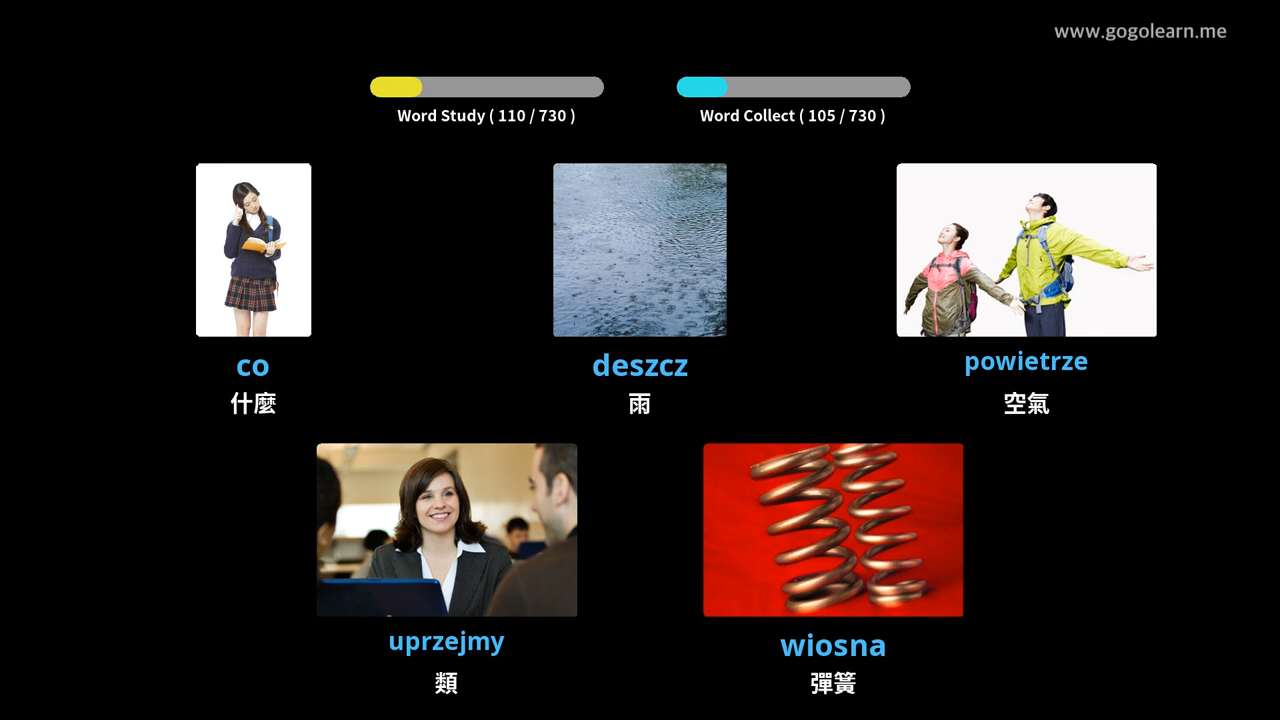 www.gogolearn.me
Word Study ( 110 / 730 )
Word Collect ( 105 / 730 )
co
deszcz
powietrze
什麼
雨
空氣
uprzejmy
wiosna
類
彈簧